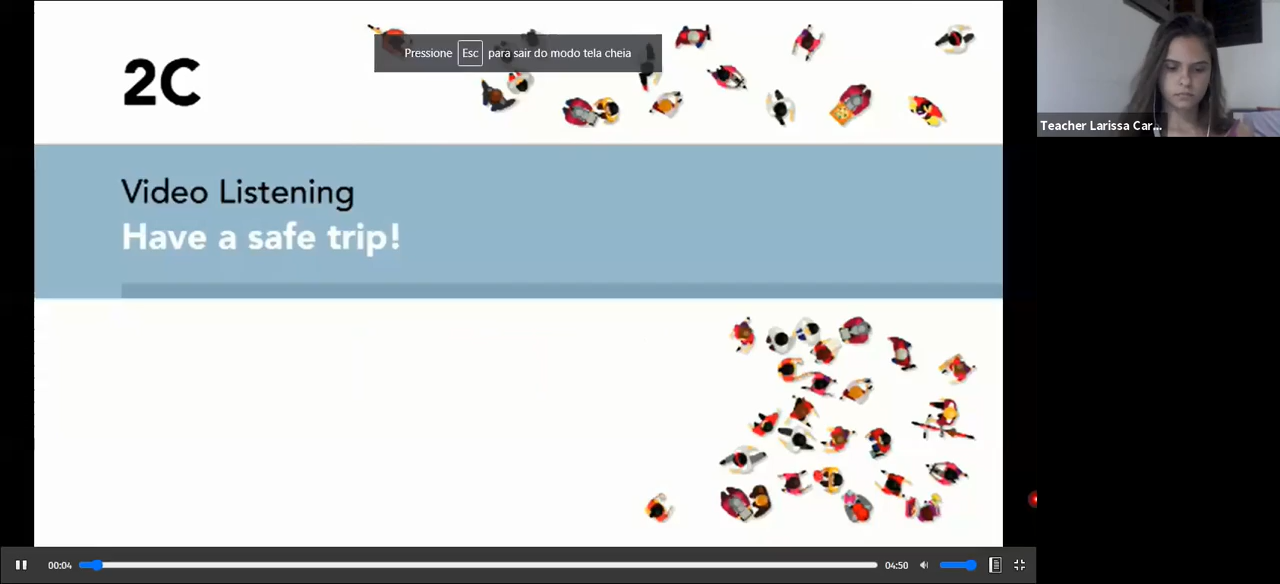 2C
Pressione Esc para sair do modo tela cheia
Teacher Larissa Car...
Video Listening
Have a safe trip!
00:04
04:50